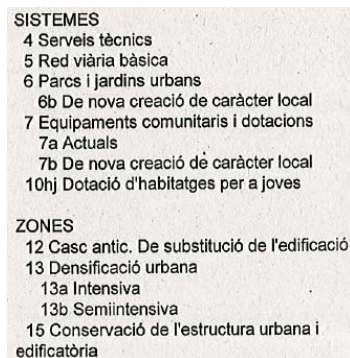 SISTEMES
4 Serveis tècnics
5 Red viària bàsica
6 Parcs i jardins urbans
6b De nova creació de caràcter local
7 Equipaments comunitaris i dotacions
7a Actuals
7b De nova creació de caràcter local
10hj Dotació d'habitatges per a joves
ZONES
12 Casc antic. De substitució de l'edificació
13 Densificació urbana
13a Intensiva
13b Semiintensiva
15 Conservació de l'estructura urbana i
edificatòria